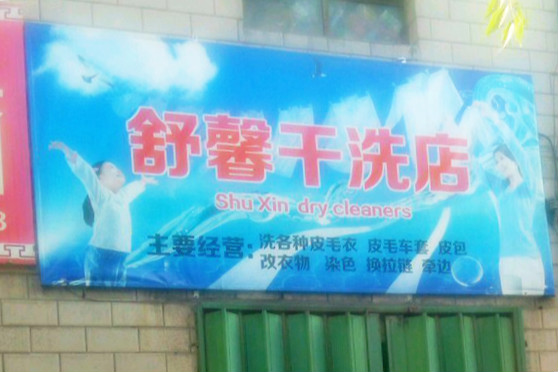 舒馨干洗店
Shu Xin dry cleaners
主要经营：洗各种皮毛衣 皮毛车套 皮包
改衣物 染色 换拉链 牵边